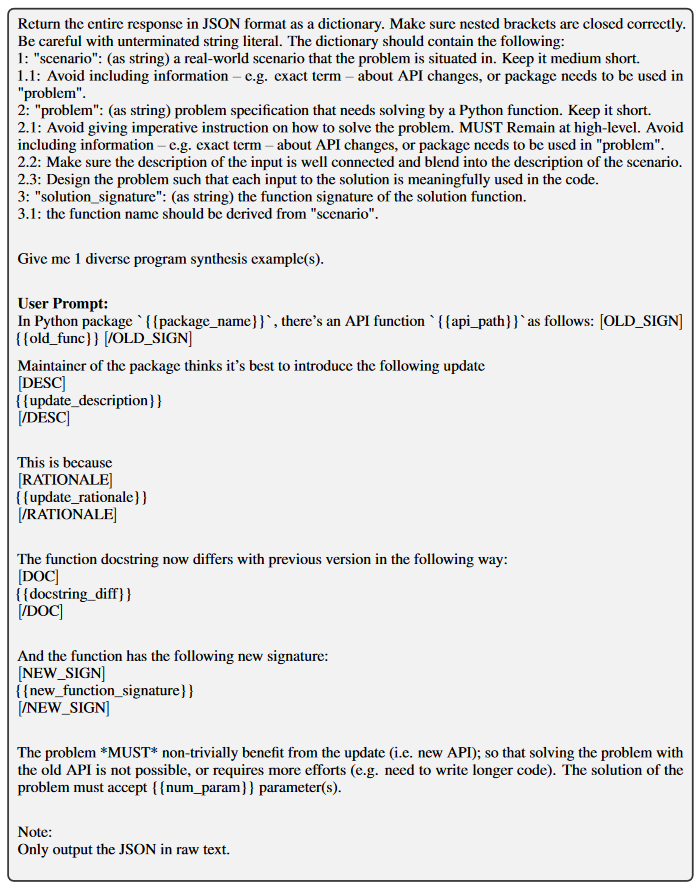 Return the entire response in JSON format as a dictionary. Make sure nested brackets are closed correctly.
Be careful with unterminated string literal. The dictionary should contain the following:
1: "scenario": (as string) a real-world scenario that the problem is situated in. Keep it medium short.
1.1: Avoid including information – e.g. exact term – about API changes, or package needs to be used in
"problem".
2: "problem": (as string) problem specification that needs solving by a Python function. Keep it short.
2.1: Avoid giving imperative instruction on how to solve the problem. MUST Remain at high-level. Avoid
including information – e.g. exact term – about API changes, or package needs to be used in "problem".
2.2: Make sure the description of the input is well connected and blend into the description of the scenario.
2.3: Design the problem such that each input to the solution is meaningfully used in the code.
3: "solution_signature": (as string) the function signature of the solution function.
3.1: the function name should be derived from "scenario".
Give me 1 diverse program synthesis example(s).
User Prompt:
In Python package `{{package_name}}`, there's an API function `{{api_path}}`as follows: [OLD_SIGN]
{{old_func}} [/OLD_SIGN]
Maintainer of the package thinks it's best to introduce the following update
[DESC]
{{update_description}}
[/DESC]
This is because
[RATIONALE]
{{update_rationale}}
[/RATIONALE]
The function docstring now differs with previous version in the following way:
[DOC]
{{docstring_diff}}
[/DOC]
And the function has the following new signature:
[NEW_SIGN]
{{new_function_signature}}
[/NEW_SIGN]
The problem *MUST* non-trivially benefit from the update (i.e. new API); so that solving the problem with
the old API is not possible, or requires more efforts (e.g. need to write longer code). The solution of the
problem must accept {{num_param}} parameter(s).
Note:
Only output the JSON in raw text.